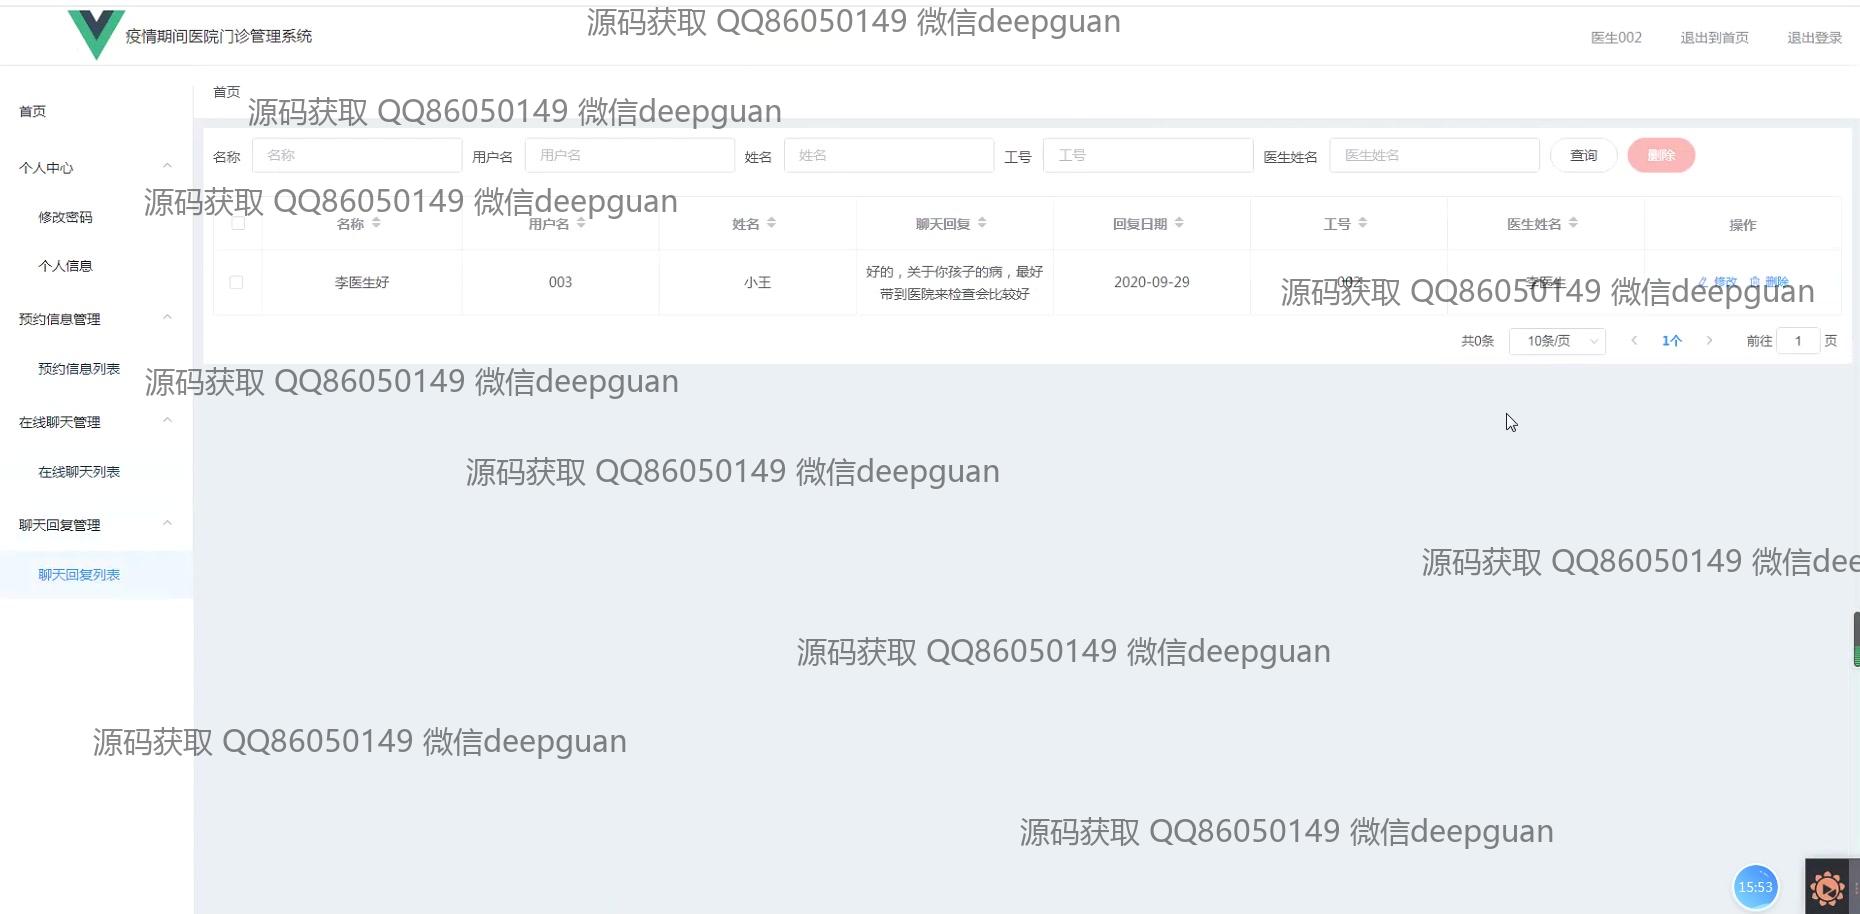 源码获取 QQ86050149 微信deepguan
疫情期间医院门诊管理系统
医生002 退出到首页 退出登录
首页
首页
源码获取 QQ86050149 微信deepguan
名称 名称 用户名 用户名 姓名 姓名 工号 工号 医生姓名 医生姓名 查询 删除
个人中心
源码获取 QQ86050149 微信deepguan
修改密码
名称 用户名 姓名 聊天回复 回复日期 工号 医生姓名 操作
个人信息
李医生好 003 小王 好的，关于你孩子的病，最好 2020-09-29 002 李医生 修改 删除
带到医院来检查会比较好
源码获取 QQ86050149 微信deepguan
预约信息管理
共0条 10条/页 1个 前往 1 页
预约信息列表
源码获取 QQ86050149 微信deepguan
在线聊天管理
在线聊天列表
源码获取 QQ86050149 微信deepguan
聊天回复管理
源码获取 QQ86050149 微信dee
聊天回复列表
源码获取 QQ86050149 微信deepguan
源码获取 QQ86050149 微信deepguan
源码获取 QQ86050149 微信deepguan
15:53